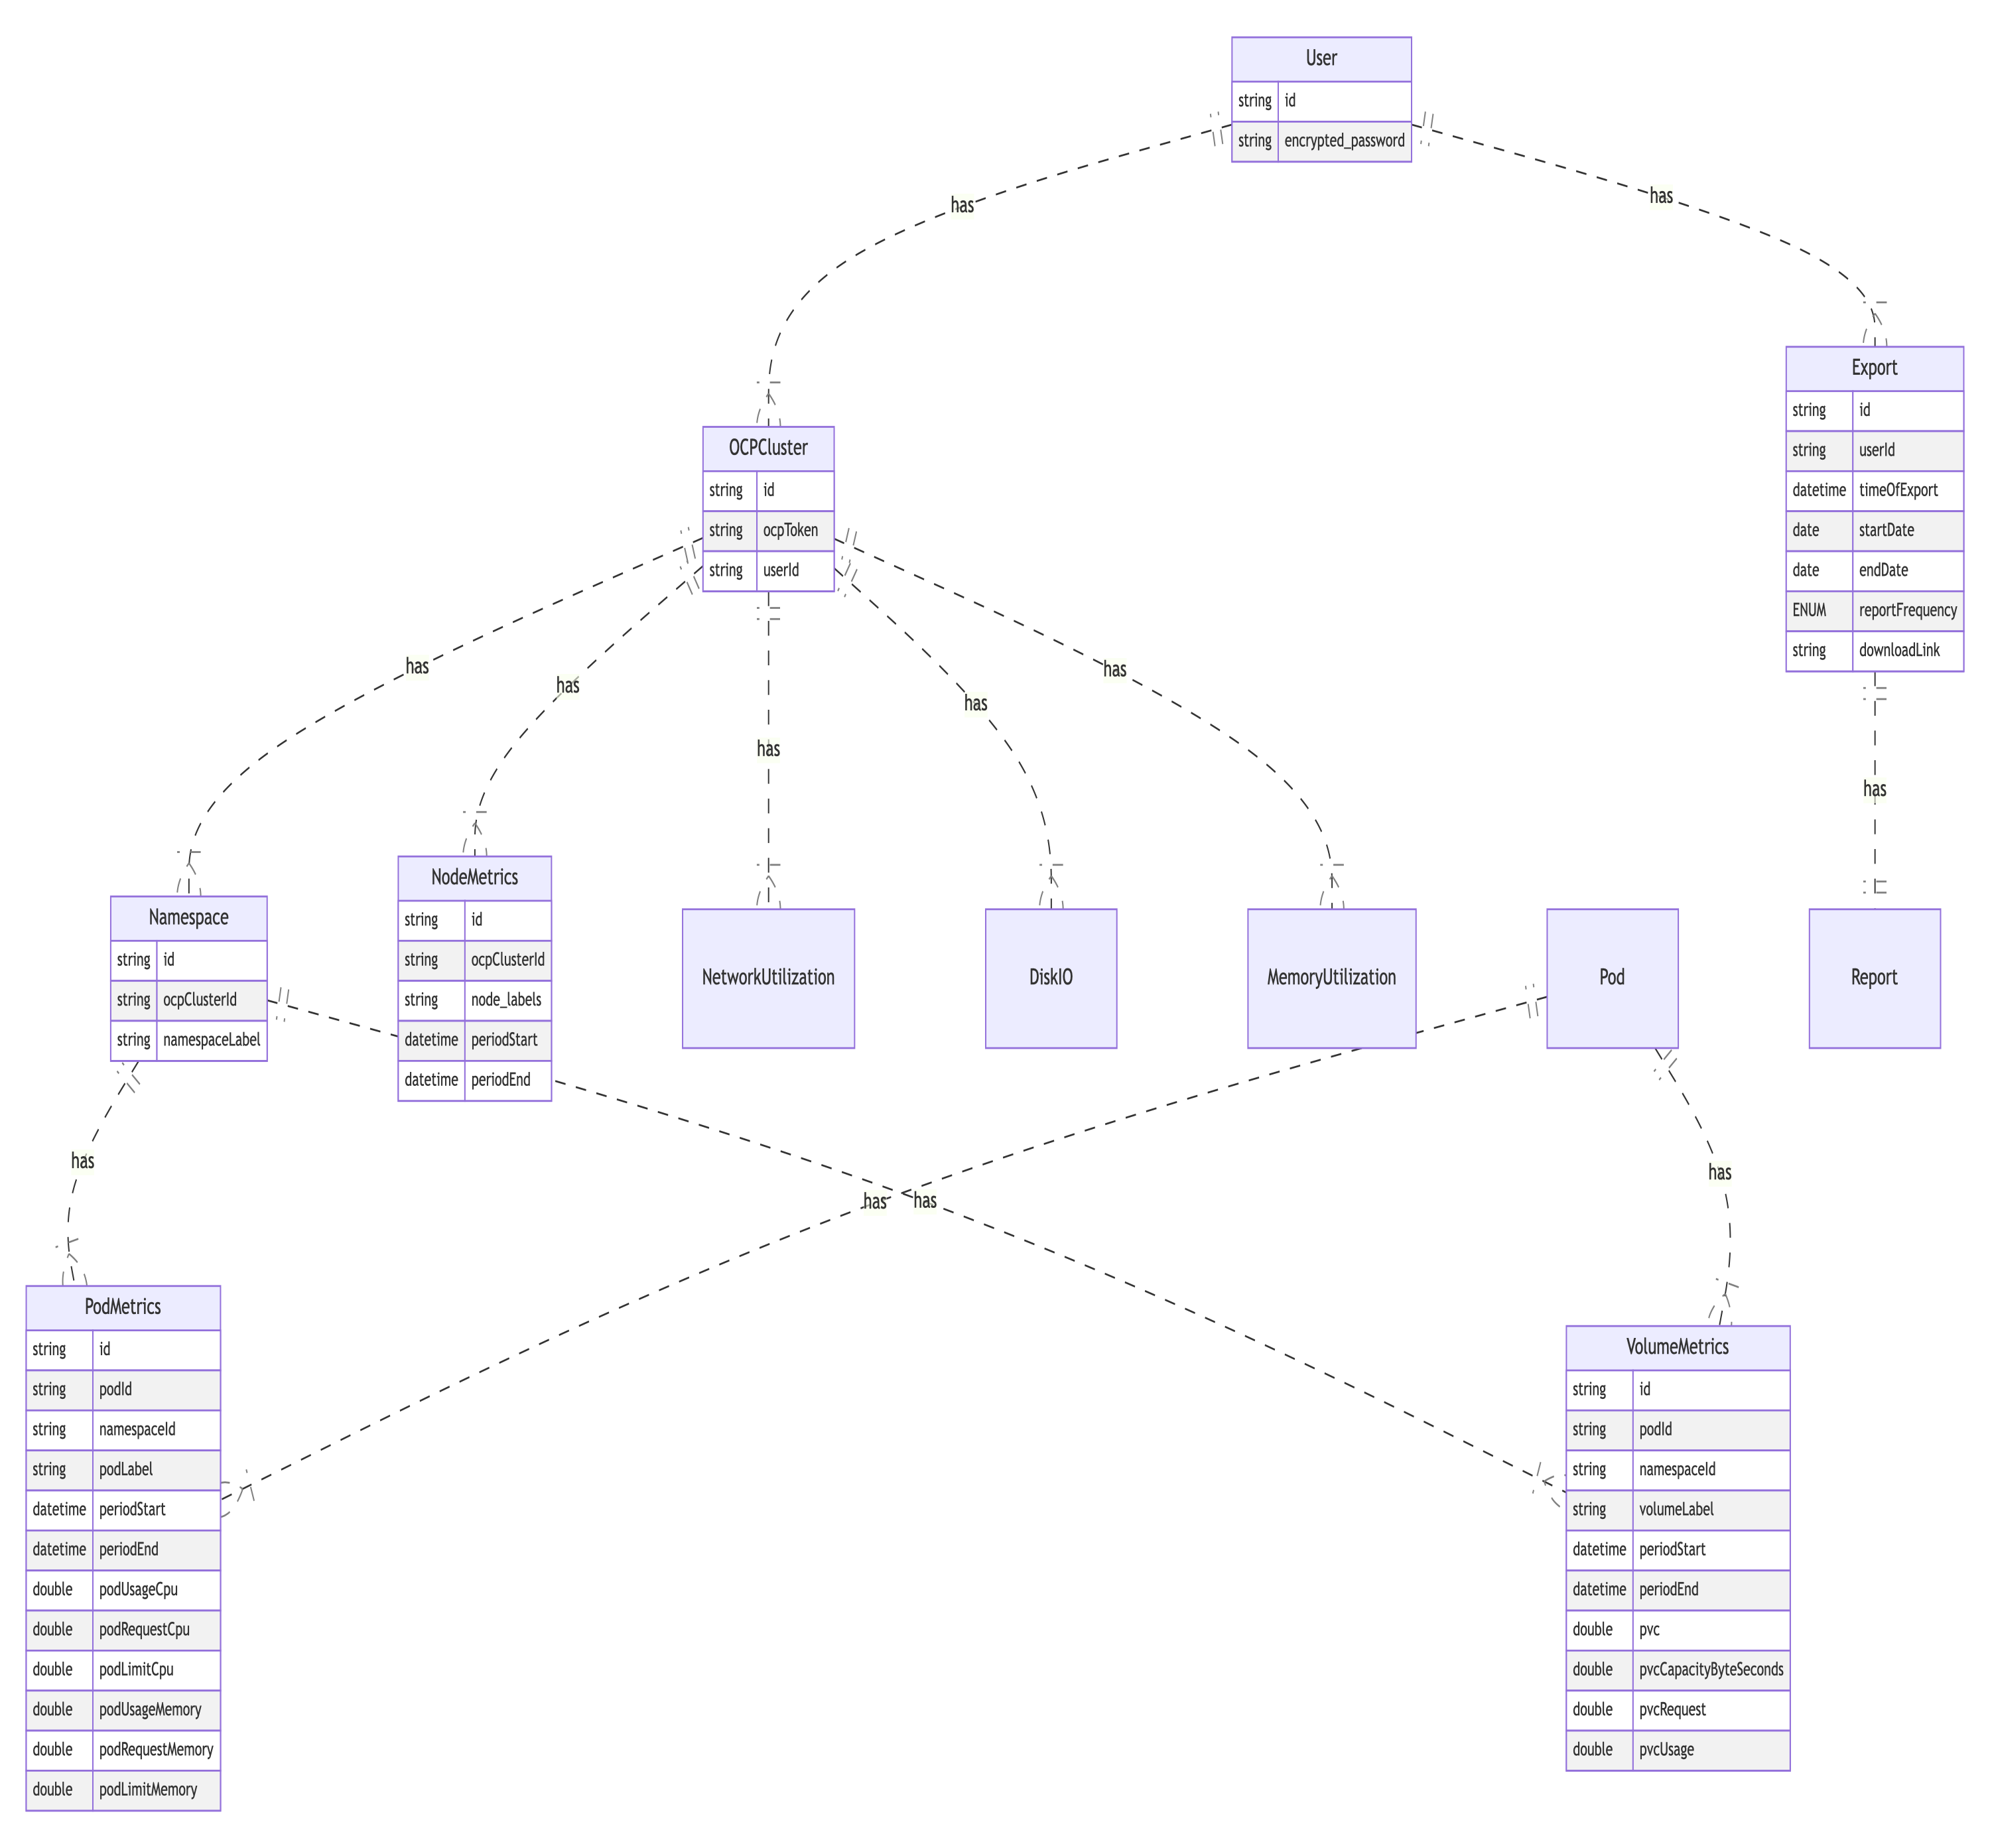 User
string id
string encrypted_password
has
has
Export
string id
string userId
datetime timeOfExport
date startDate
date endDate
ENUM reportFrequency
string downloadLink
OCPCluster
string id
string ocpToken
string userId
has
has
has
has
has
has
Namespace
string id
string ocpClusterId
string namespaceLabel
NodeMetrics
string id
string ocpClusterId
string node_labels
datetime periodStart
datetime periodEnd
NetworkUtilization
DiskIO
MemoryUtilization
Pod
Report
has
has
has
has
PodMetrics
string id
string podId
string namespaceId
string podLabel
datetime periodStart
datetime periodEnd
double podUsageCpu
double podRequestCpu
double podLimitCpu
double podUsageMemory
double podRequestMemory
double podLimitMemory
VolumeMetrics
string id
string podId
string namespaceId
string volumeLabel
datetime periodStart
datetime periodEnd
double pvc
double pvcCapacityByteSeconds
double pvcRequest
double pvcUsage